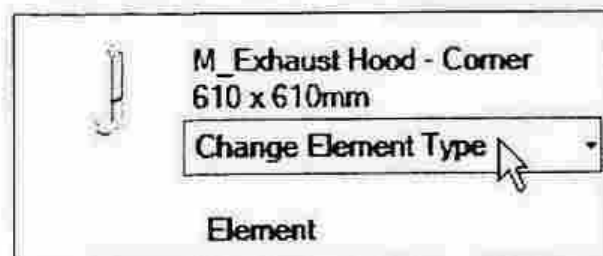 M_Exhaust Hood - Corner
610 x 610mm
Change Element Type
Element